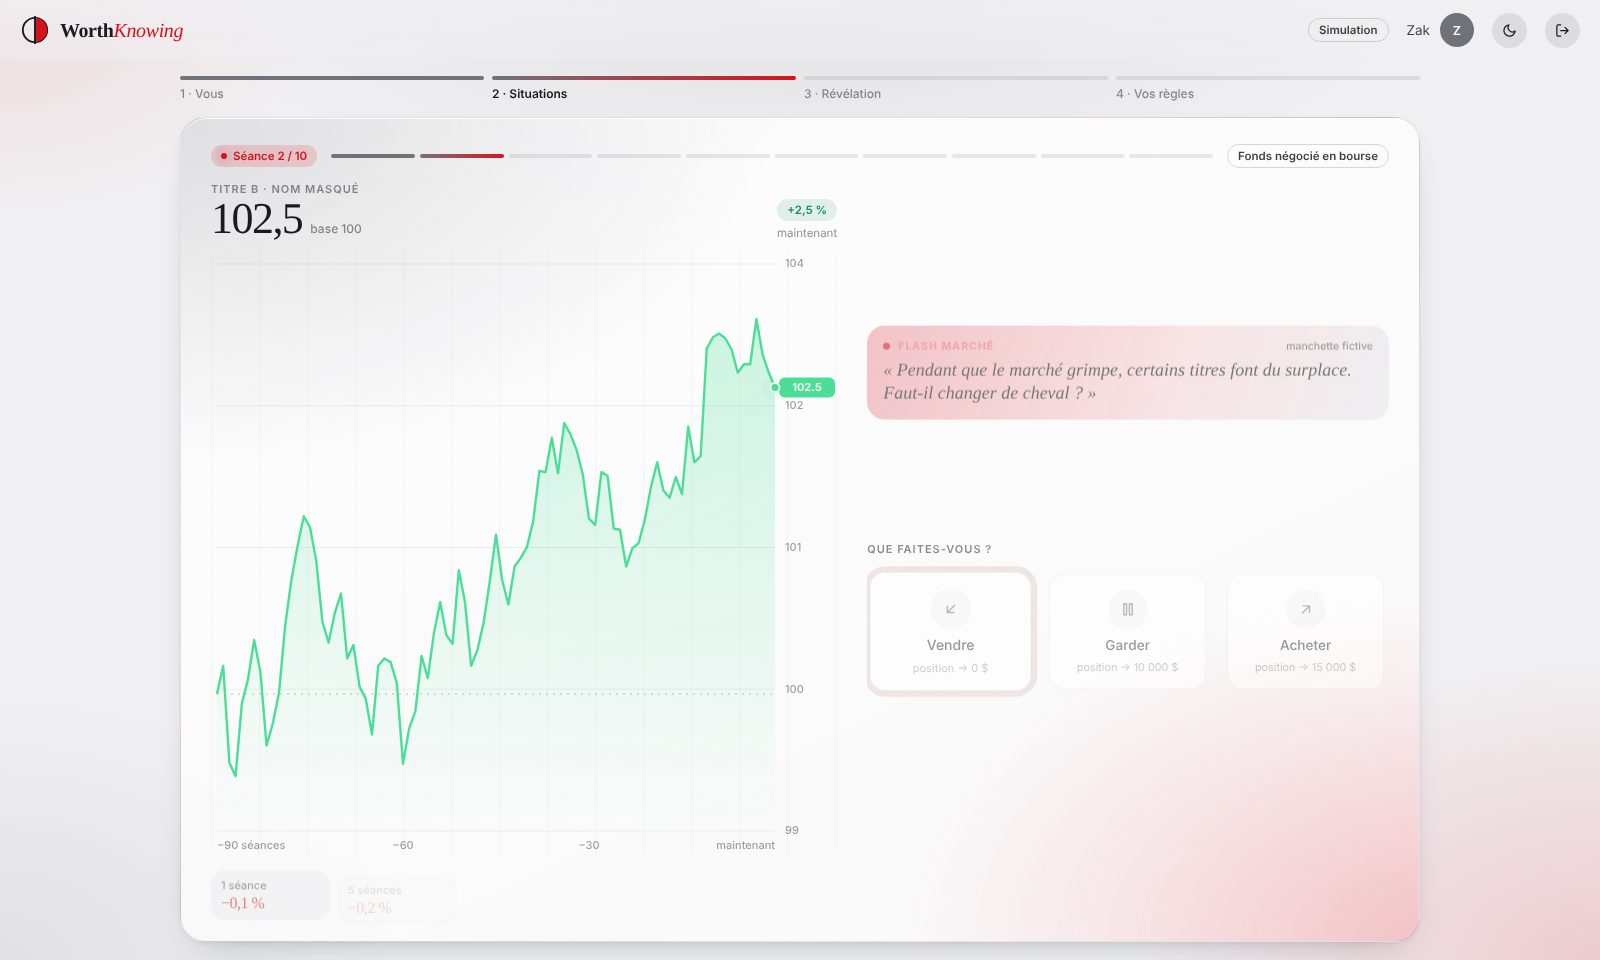 WorthKnowing
Simulation
Zak
Z
1 · Vous
2 · Situations
3 · Révélation
4 · Vos règles
Séance 2 / 10
Fonds négocié en bourse
TITRE B · NOM MASQUÉ
102,5 base 100
+2,5 %
maintenant
104
102.5
102
101
100
99
−90 séances
−60
−30
maintenant
1 séance
−0,1 %
5 séances
−0,2 %
FLASH MARCHÉ
manchette fictive
« Pendant que le marché grimpe, certains titres font du surplace.
Faut-il changer de cheval ? »
QUE FAITES-VOUS ?
Vendre
position → 0 $
Garder
position → 10 000 $
Acheter
position → 15 000 $